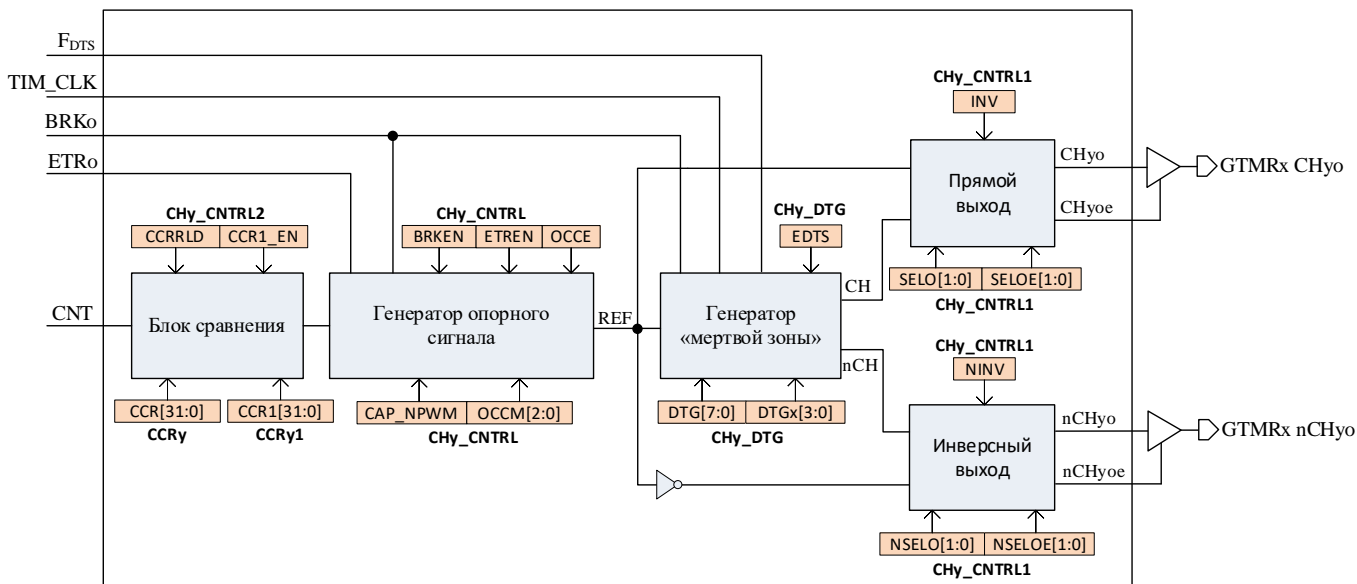 FDTS
TIM_CLK
BRKo
ETRo
CNT
CHy_CNTRL2
CCRRLD CCR1_EN
Блок сравнения
CCR[31:0] CCR1[31:0]
CCRy CCRy1
CHy_CNTRL
BRKEN ETREN OCCE
Генератор опорного
сигнала
CAP_NPWM OCCM[2:0]
CHy_CNTRL
REF
CHy_DTG
EDTS
Генератор
«мертвой зоны»
DTG[7:0] DTGx[3:0]
CHy_DTG
CH
nCH
CHy_CNTRL1
INV
Прямой
выход
SELO[1:0] SELOE[1:0]
CHy_CNTRL1
CHyo
CHyoe
GTMRx CHyo
CHy_CNTRL1
NINV
Инверсный
выход
NSELO[1:0] NSELOE[1:0]
CHy_CNTRL1
nCHyo
nCHyoe
GTMRx nCHyo